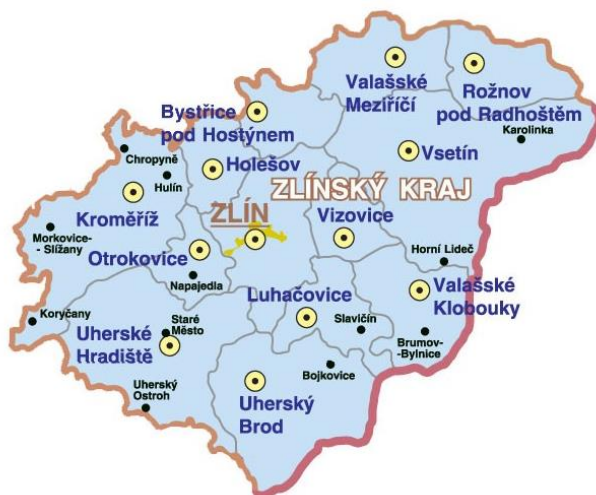 Valašské
Meziříčí
Rožnov
pod Radhoštěm
Karolinka
Bystřice
pod Hostýnem
Vsetín
Chropyně
Holešov
Hulín
ZLÍNSKÝ KRAJ
Kroměříž
ZLÍN
Vizovice
Morkovice-
-Slížany
Otrokovice
Horní Lideč
Napajedla
Luhačovice
Valašské
Klobouky
Koryčany
Staré
Město
Slavičín
Uherské
Hradiště
Brumov-
-Bylnice
Bojkovice
Uherský
Ostroh
Uherský
Brod